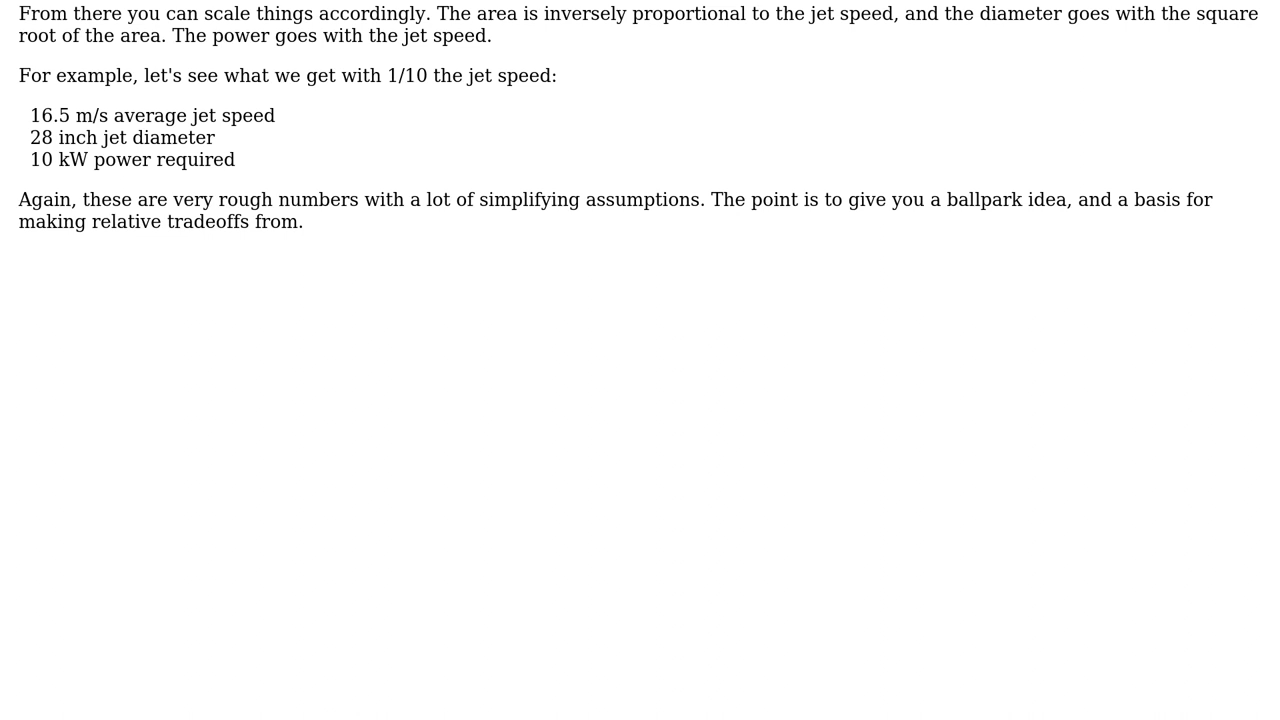 From there you can scale things accordingly. The area is inversely proportional to the jet speed, and the diameter goes with the square
root of the area. The power goes with the jet speed.
For example, let's see what we get with 1/10 the jet speed:
16.5 m/s average jet speed
28 inch jet diameter
10 kW power required
Again, these are very rough numbers with a lot of simplifying assumptions. The point is to give you a ballpark idea, and a basis for
making relative tradeoffs from.